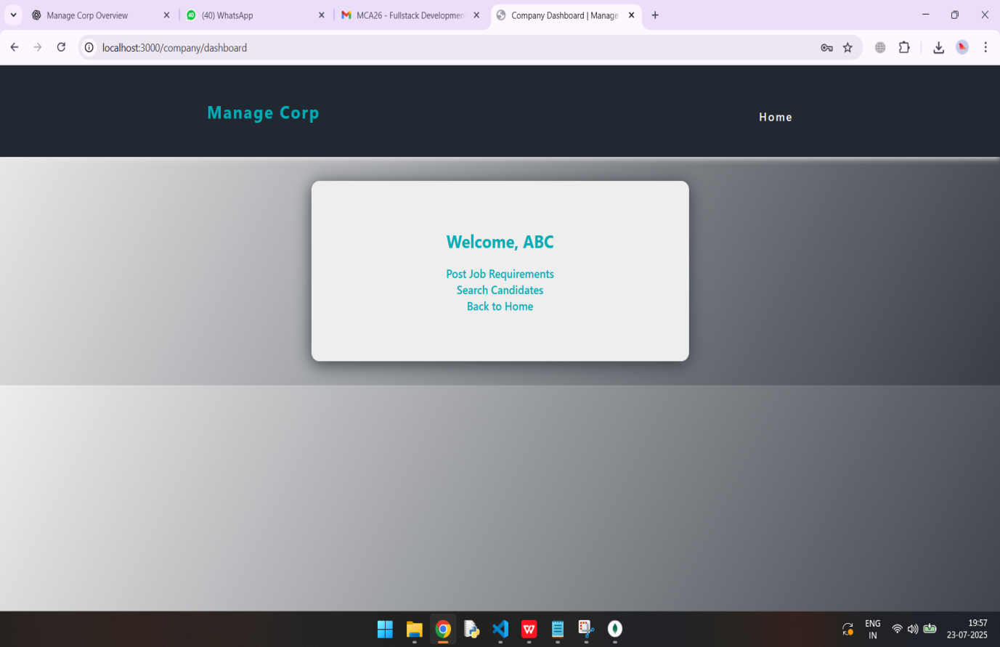 Manage Corp Overview
40
(40) WhatsApp
MCA26 - Fullstack Developmen
Company Dashboard | Manage
localhost:3000/company/dashboard
Manage Corp
Home
Welcome, ABC
Post Job Requirements
Search Candidates
Back to Home
W
ENG
IN
19:57
23-07-2025